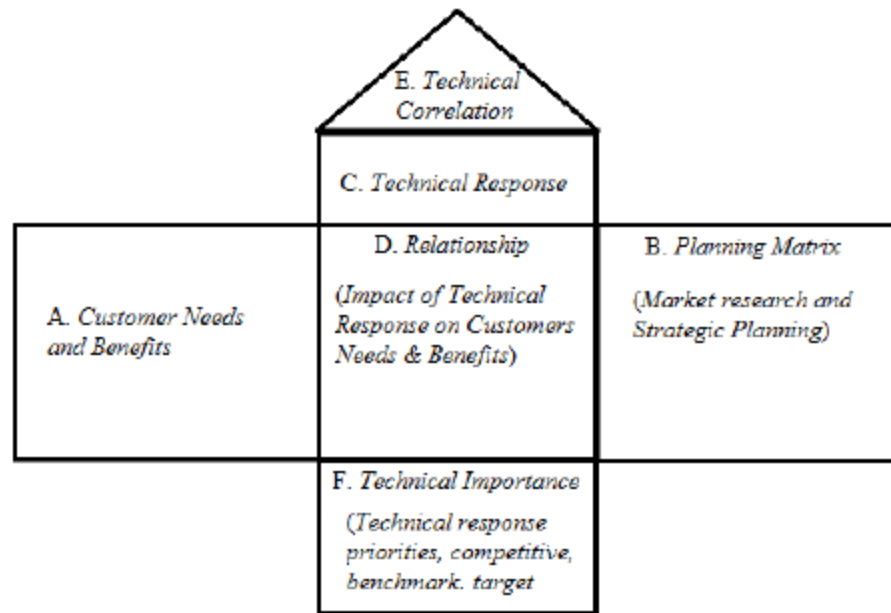 E. Technical
Correlation
C. Technical Response
A. Customer Needs
and Benefits
D. Relationship
(Impact of Technical
Response on Customers
Needs & Benefits)
B. Planning Matrix
(Market research and
Strategic Planning)
F. Technical Importance
(Technical response
priorities, competitive,
benchmark. target